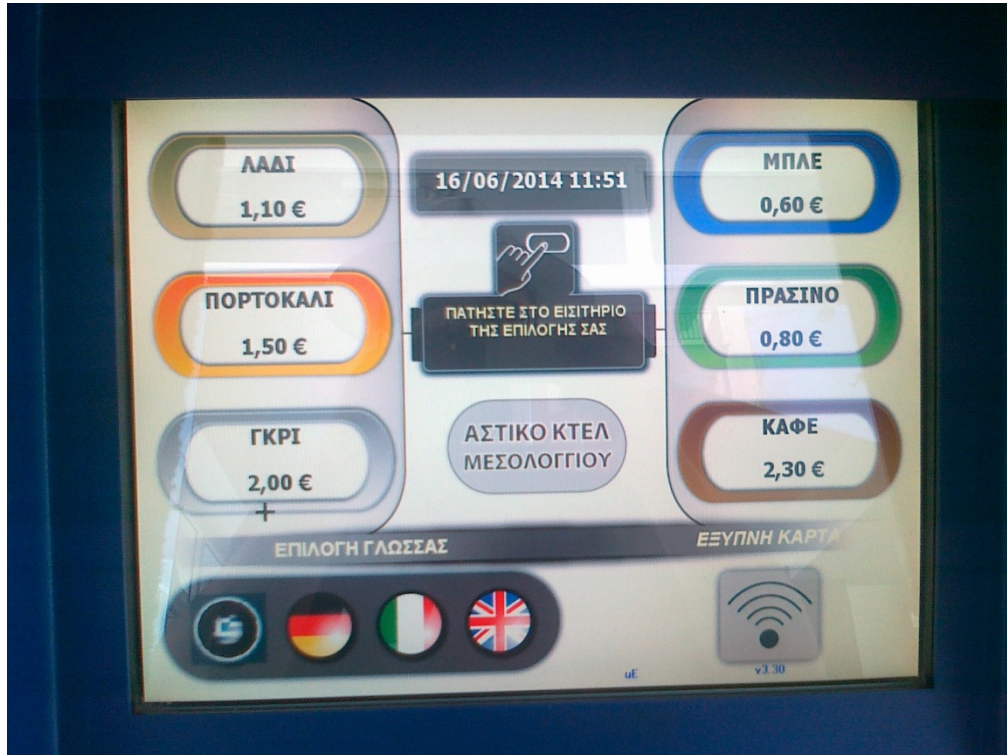 ΛΑΔΙ
1,10 €
ΠΟΡΤΟΚΑΛΙ
1,50 €
ΓΚΡΙ
2,00 €
16/06/2014 11:51
ΠΑΤΗΣΤΕ ΣΤΟ ΕΙΣΙΤΗΡΙΟ
ΤΗΣ ΕΠΙΛΟΓΗΣ ΣΑΣ
ΑΣΤΙΚΟ ΚΤΕΛ
ΜΕΣΟΛΟΓΓΙΟΥ
ΜΠΛΕ
0,60 €
ΠΡΑΣΙΝΟ
0,80 €
ΚΑΦΕ
2,30 €
ΕΠΙΛΟΓΗ ΓΛΩΣΣΑΣ
ΕΞΥΠΝΗ ΚΑΡΤΑ
uE
v3.30